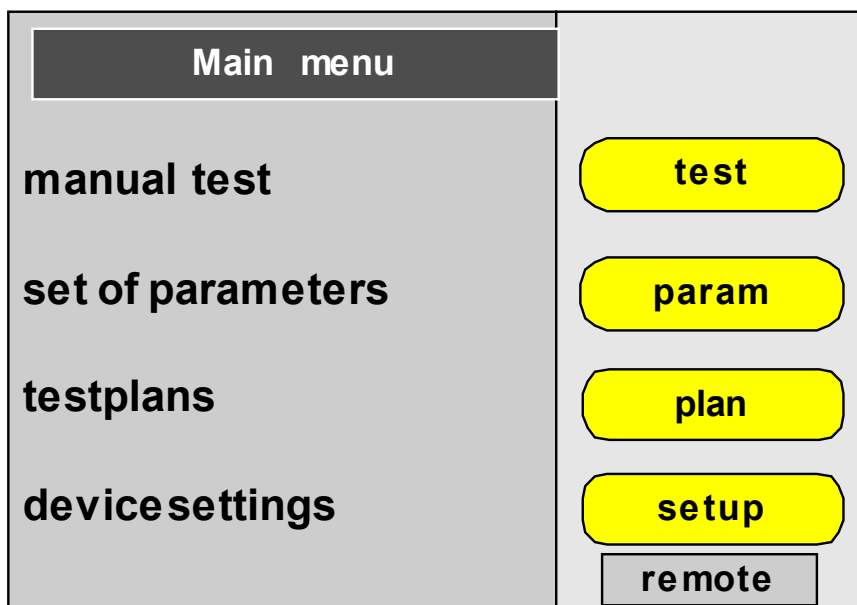 Main menu
manual test
test
set of parameters
param
testplans
plan
devicesettings
setup
remote